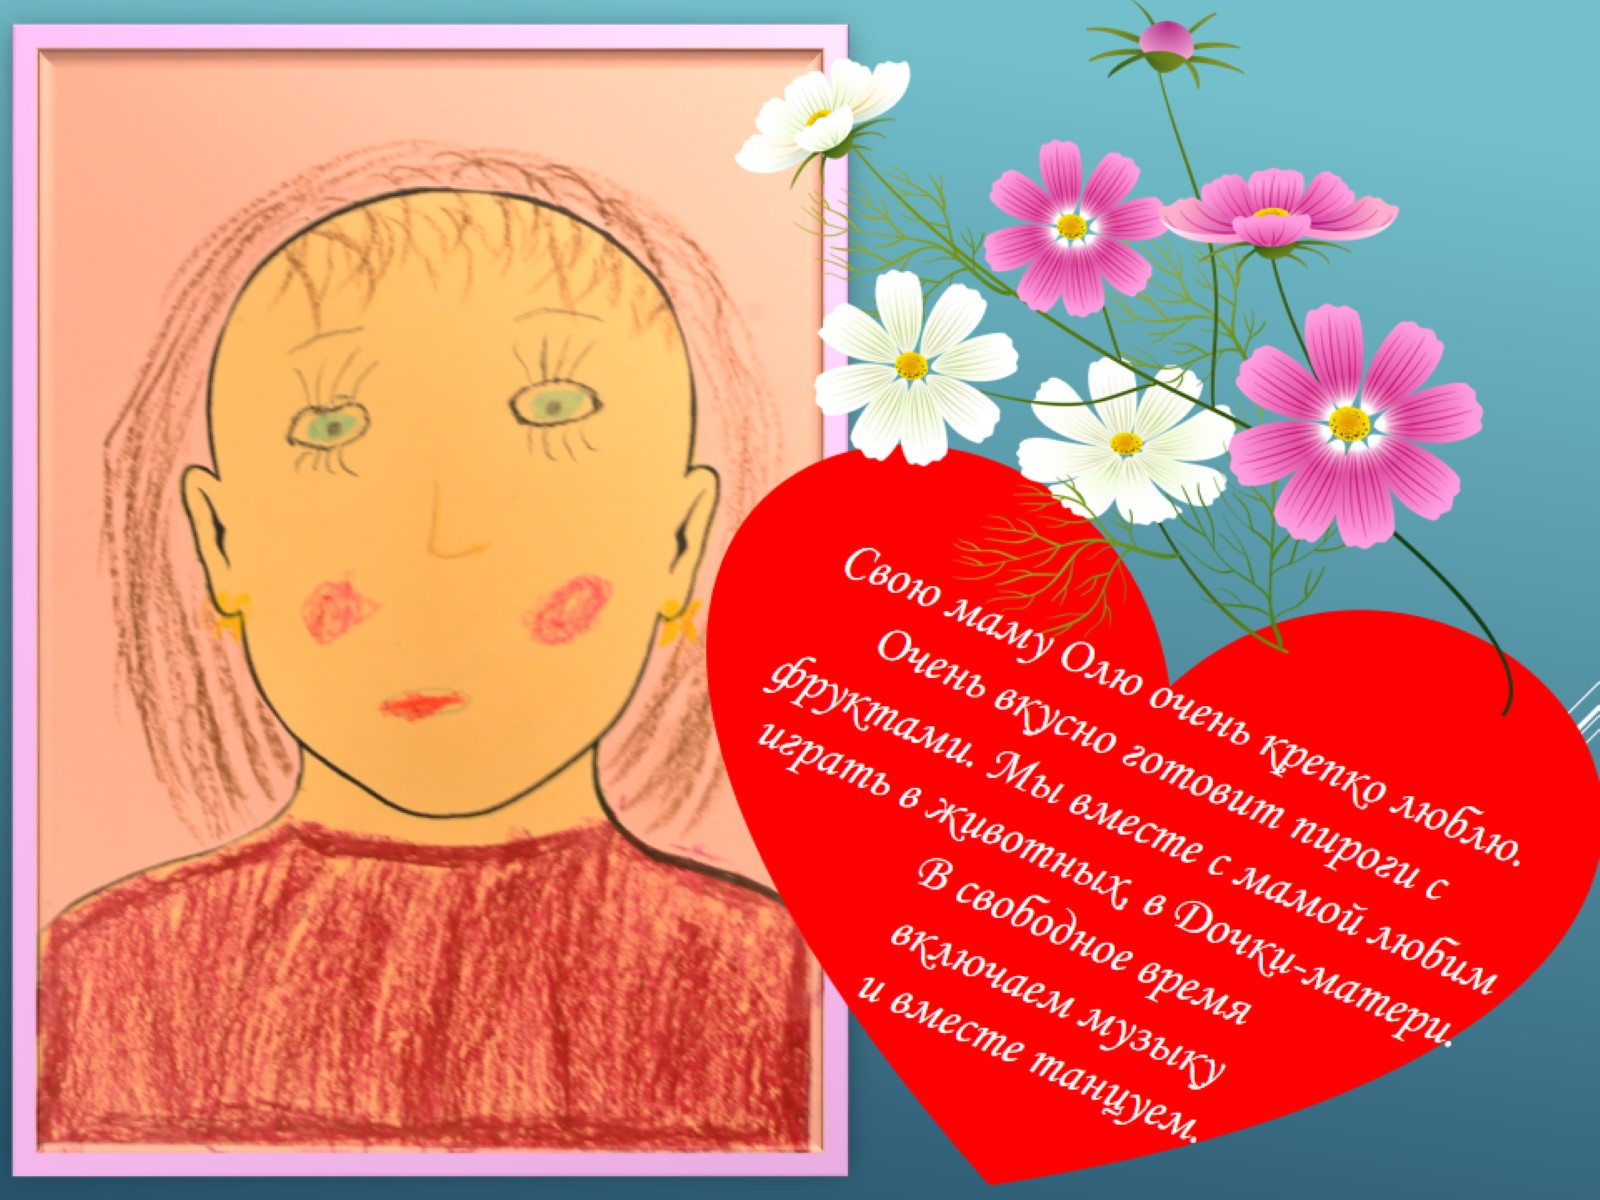 Свою маму Олю очень крепко люблю.
Очень вкусно готовит пироги с
фруктами. Мы вместе с мамой любим
играть в животных, в Дочки-матери.
В свободное время
включаем музыку
и вместе танцуем.